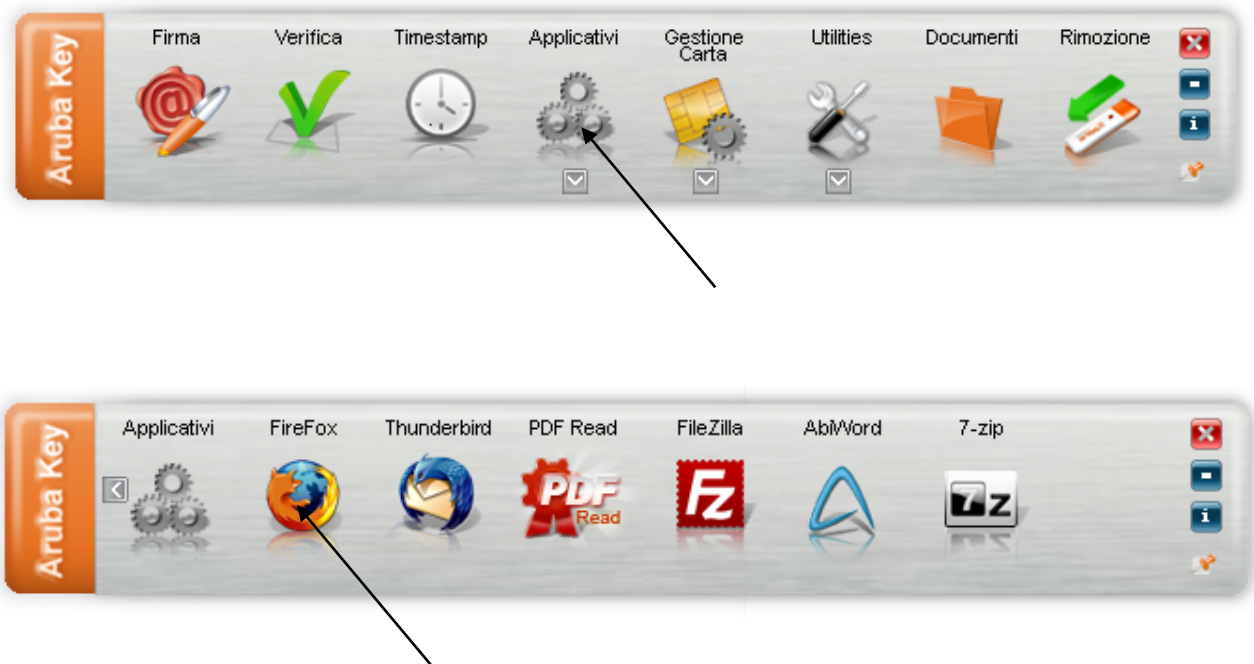 Aruba Key
Firma
Verifica
Timestamp
Applicativi
Gestione
Carta
Utilities
Documenti
Rimozione
@
i
Aruba Key
Applicativi
FireFox
Thunderbird
PDF Read
FileZilla
AbiWord
7-zip
PDF
Read
Fz
7z
i